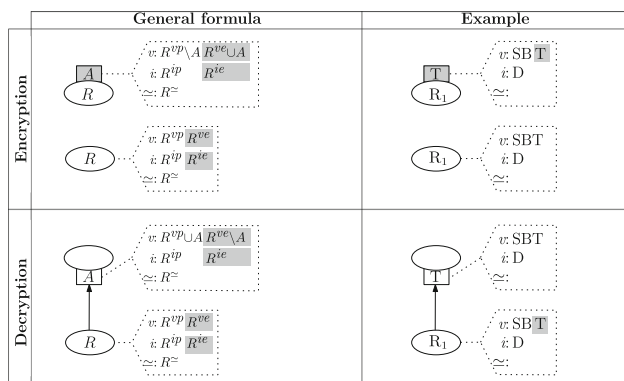 General formula Example
Encryption
A
R
v: R^vp\A R^ve∪A
i: R^ip R^ie
≃: R^≃
T
R₁
v: SB T
i: D
≃:
R
v: R^vp R^ve
i: R^ip R^ie
≃: R^≃
R₁
v: SBT
i: D
≃:
Decryption
A
v: R^vp∪A R^ve\A
i: R^ip R^ie
≃: R^≃
T
v: SBT
i: D
≃:
R
v: R^vp R^ve
i: R^ip R^ie
≃: R^≃
R₁
v: SB T
i: D
≃: